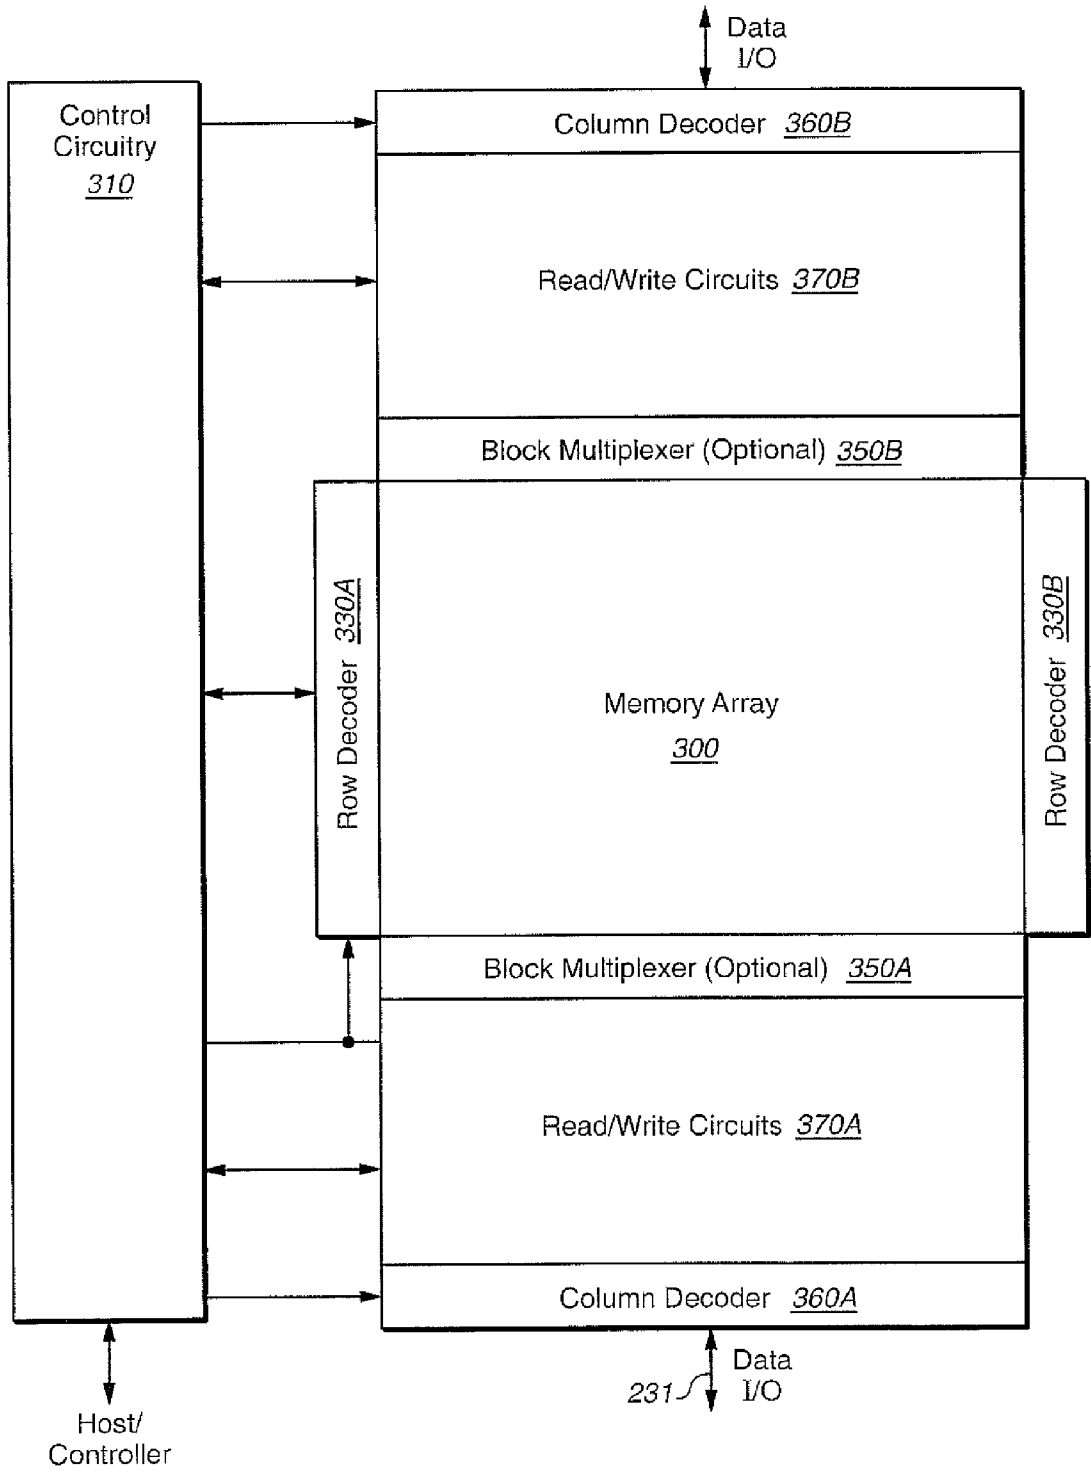 Data
I/O
Control
Circuitry
310
Column Decoder 360B
Read/Write Circuits 370B
Block Multiplexer (Optional) 350B
Row Decoder 330A
Memory Array
300
Row Decoder 330B
Block Multiplexer (Optional) 350A
Read/Write Circuits 370A
Column Decoder 360A
231
Data
I/O
Host/
Controller